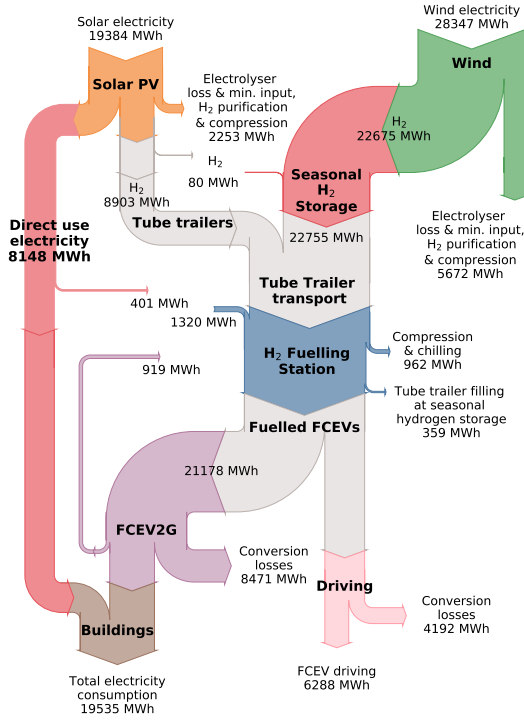 Solar electricity
19384 MWh
Wind electricity
28347 MWh
Solar PV
Wind
Electrolyser
loss & min. input,
H₂ purification
& compression
2253 MWh
H₂
22675 MWh
H₂
80 MWh
Seasonal
H₂
Storage
H₂
8903 MWh
Tube trailers
Direct use
electricity
8148 MWh
22755 MWh
Electrolyser
loss & min. input,
H₂ purification
& compression
5672 MWh
Tube Trailer
transport
401 MWh
1320 MWh
H₂ Fuelling
Station
Compression
& chilling
962 MWh
919 MWh
Tube trailer filling
at seasonal
hydrogen storage
359 MWh
Fuelled FCEVs
21178 MWh
FCEV2G
Conversion
losses
8471 MWh
Driving
Conversion
losses
4192 MWh
Buildings
FCEV driving
6288 MWh
Total electricity
consumption
19535 MWh